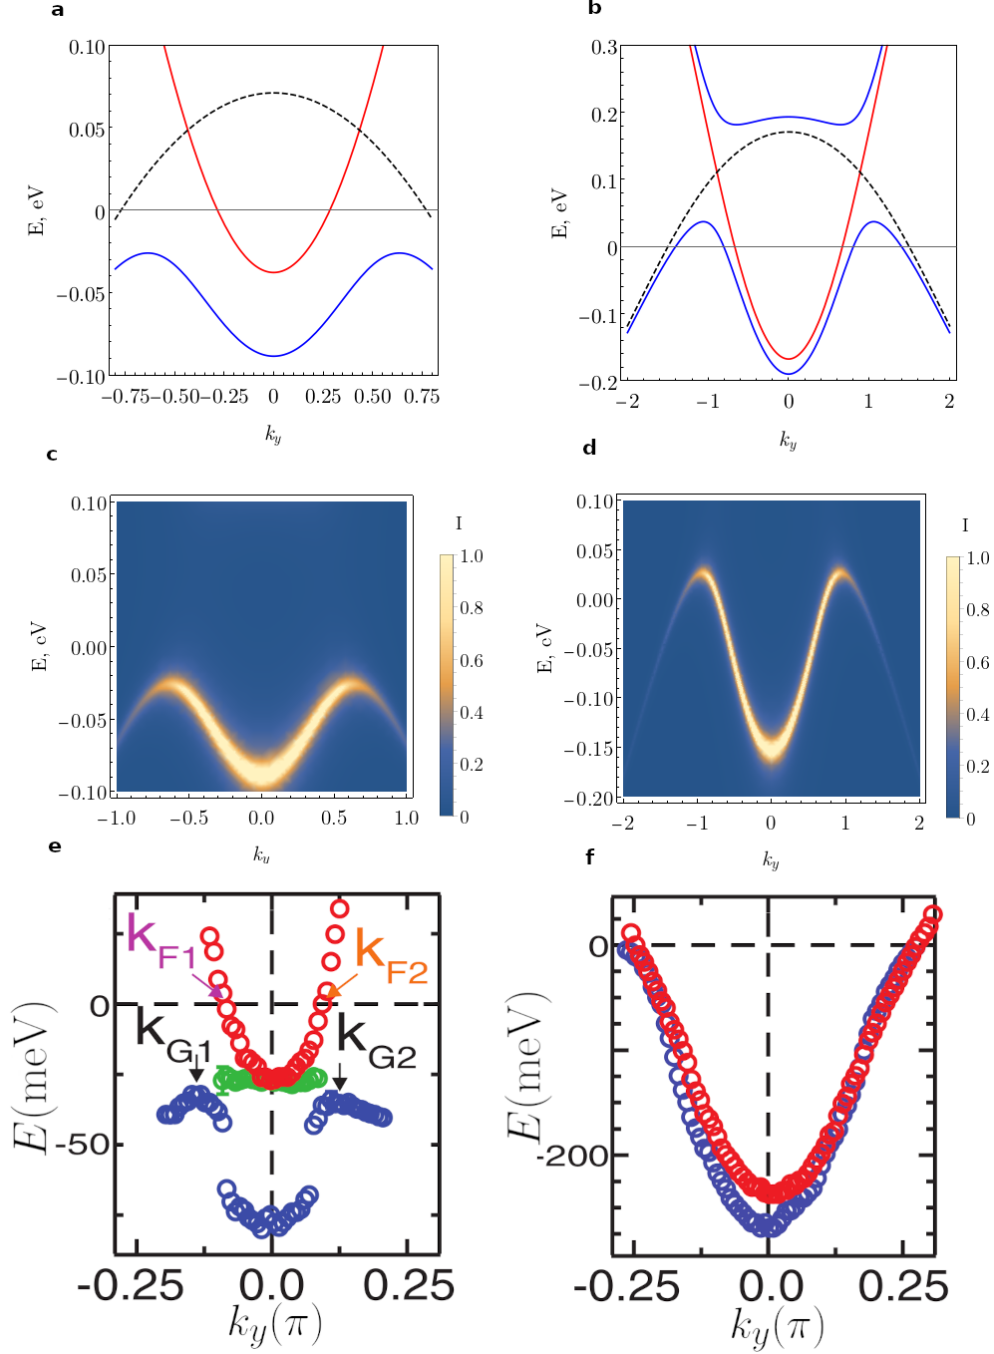 a
0.10
0.05
0
−0.05
−0.10
E, eV
−0.75 −0.50 −0.25 0 0.25 0.50 0.75
k_y
b
0.3
0.2
0.1
0
−0.1
−0.2
E, eV
−2 −1 0 1 2
k_y
c
0.10
0.05
0.00
−0.05
−0.10
E, eV
−1.0 −0.5 0.0 0.5 1.0
k_y
I
1.0
0.8
0.6
0.4
0.2
0
d
0.10
0.05
0.00
−0.05
−0.10
−0.15
−0.20
E, eV
−2 −1 0 1 2
k_y
I
1.0
0.8
0.6
0.4
0.2
0
e
k_F1
k_F2
k_G1
k_G2
0
-50
E(meV)
-0.25 0.0 0.25
k_y(π)
f
0
-200
E(meV)
-0.25 0.0 0.25
k_y(π)